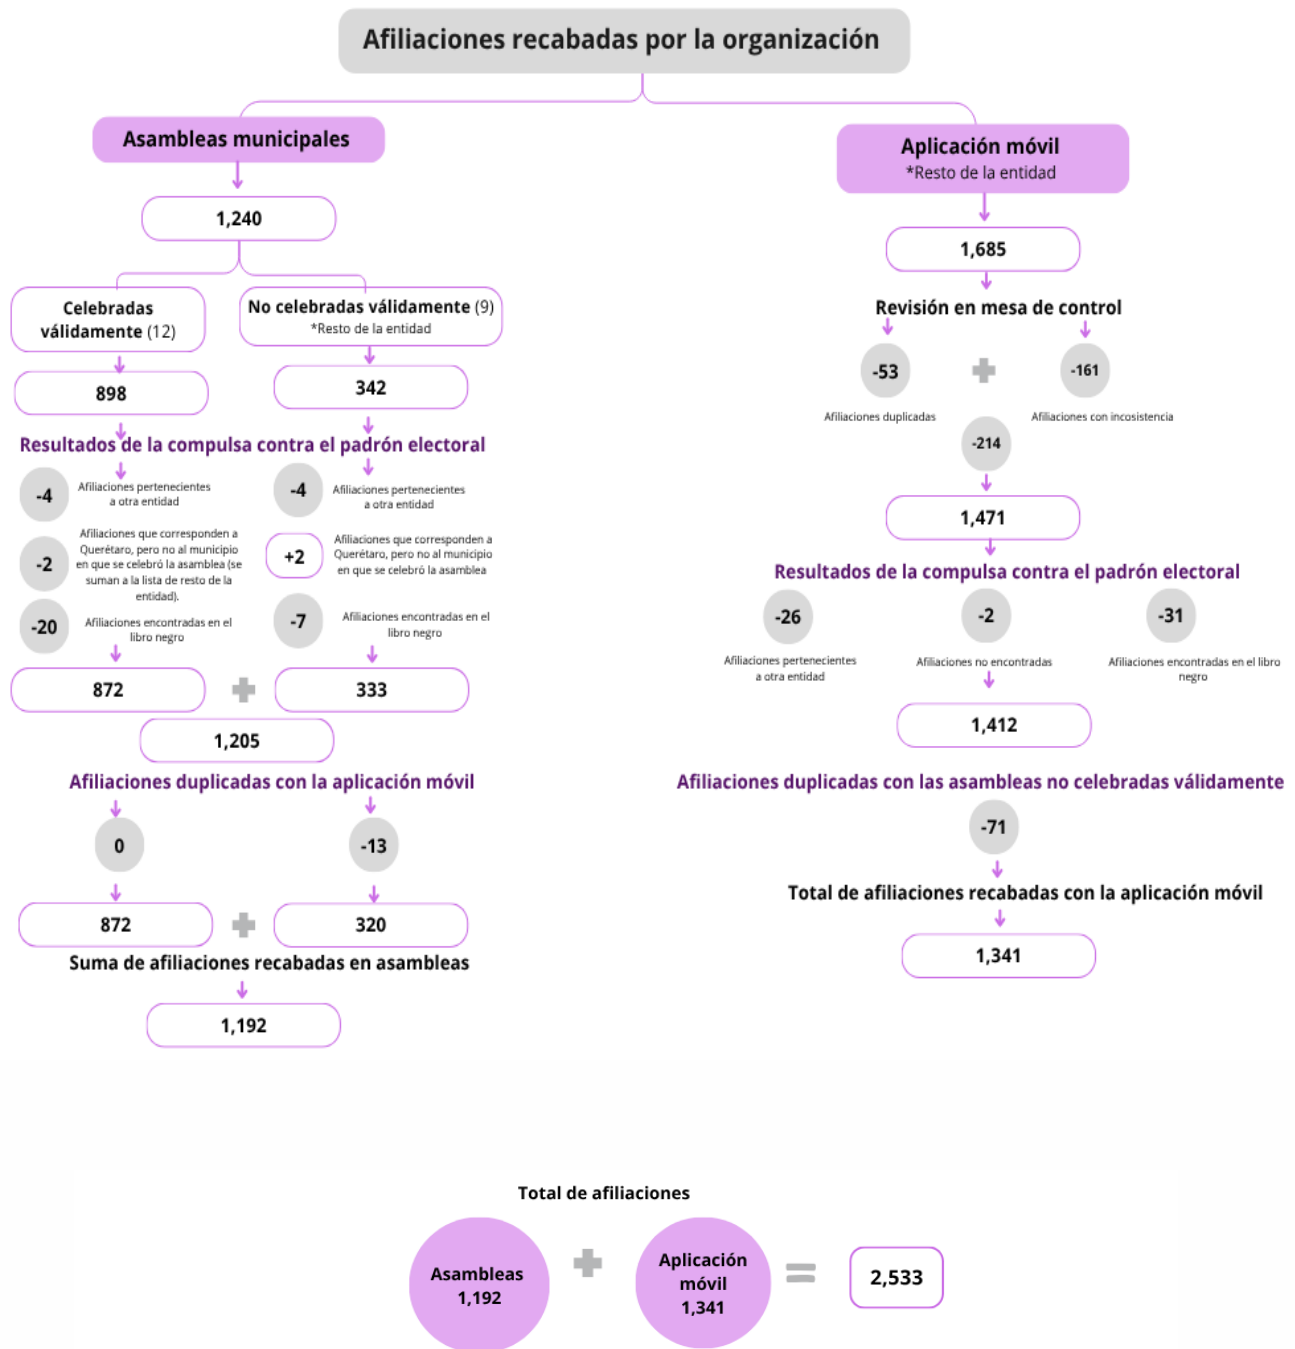 Afiliaciones recabadas por la organización
Asambleas municipales
1,240
Celebradas
válidamente (12)
No celebradas válidamente (9)
*Resto de la entidad
898
342
Resultados de la compulsa contra el padrón electoral
-4
Afiliaciones pertenecientes
a otra entidad
-4
Afiliaciones pertenecientes
a otra entidad
-2
Afiliaciones que corresponden a
Querétaro, pero no al municipio
en que se celebró la asamblea (se
suman a la lista de resto de la
entidad).
+2
Afiliaciones que corresponden a
Querétaro, pero no al municipio
en que se celebró la asamblea
-20
Afiliaciones encontradas en el
libro negro
-7
Afiliaciones encontradas en el
libro negro
872
333
1,205
Afiliaciones duplicadas con la aplicación móvil
0
-13
872
320
Suma de afiliaciones recabadas en asambleas
1,192
Aplicación móvil
*Resto de la entidad
1,685
Revisión en mesa de control
-53
-161
Afiliaciones duplicadas
Afiliaciones con incosistencia
-214
1,471
Resultados de la compulsa contra el padrón electoral
-26
-2
-31
Afiliaciones pertenecientes
a otra entidad
Afiliaciones no encontradas
Afiliaciones encontradas en el libro
negro
1,412
Afiliaciones duplicadas con las asambleas no celebradas válidamente
-71
Total de afiliaciones recabadas con la aplicación móvil
1,341
Total de afiliaciones
Asambleas
1,192
Aplicación
móvil
1,341
2,533